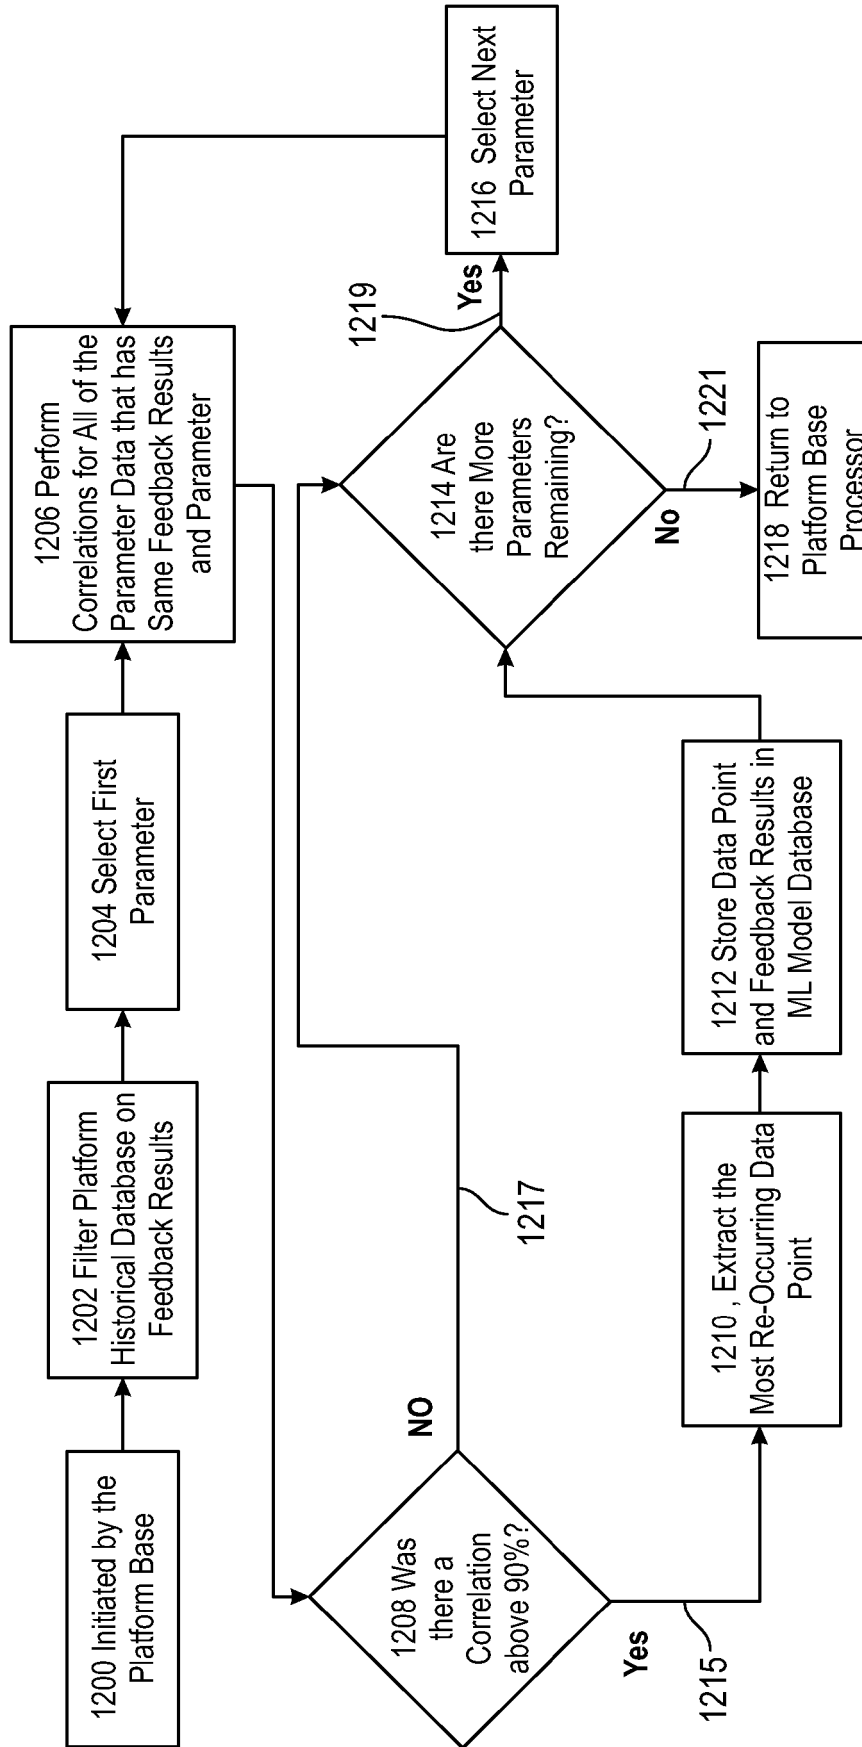 1200 Initiated by the
Platform Base
1202 Filter Platform
Historical Database on
Feedback Results
1204 Select First
Parameter
1206 Perform
Correlations for All of the
Parameter Data that has
Same Feedback Results
and Parameter
1208 Was
there a
Correlation
above 90%?
NO
1217
Yes
1215
1210 , Extract the
Most Re-Occurring Data
Point
1212 Store Data Point
and Feedback Results in
ML Model Database
1214 Are
there More
Parameters
Remaining?
Yes
1219
1216 Select Next
Parameter
No
1221
1218 Return to
Platform Base
Processor